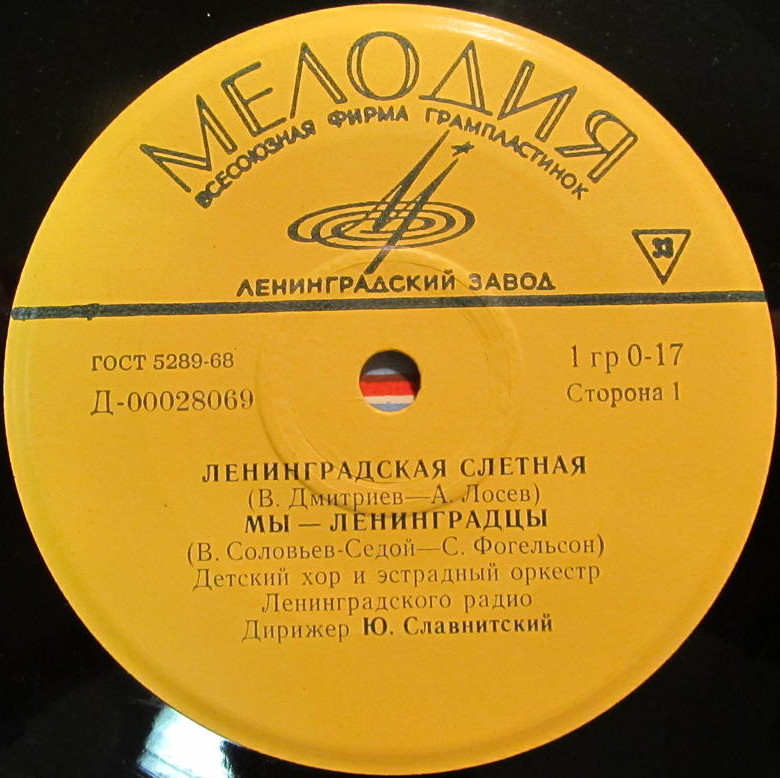 МЕЛОДИЯ
ВСЕСОЮЗНАЯ ФИРМА ГРАМПЛАСТИНОК
33
ЛЕНИНГРАДСКИЙ ЗАВОД
ГОСТ 5289-68
1 гр 0-17
Д-00028069
Сторона 1
ЛЕНИНГРАДСКАЯ СЛЕТНАЯ
(В. Дмитриев—А. Лосев)
МЫ — ЛЕНИНГРАДЦЫ
(В. Соловьев-Седой—С. Фогельсон)
Детский хор и эстрадный оркестр
Ленинградского радио
Дирижер Ю. Славнитский